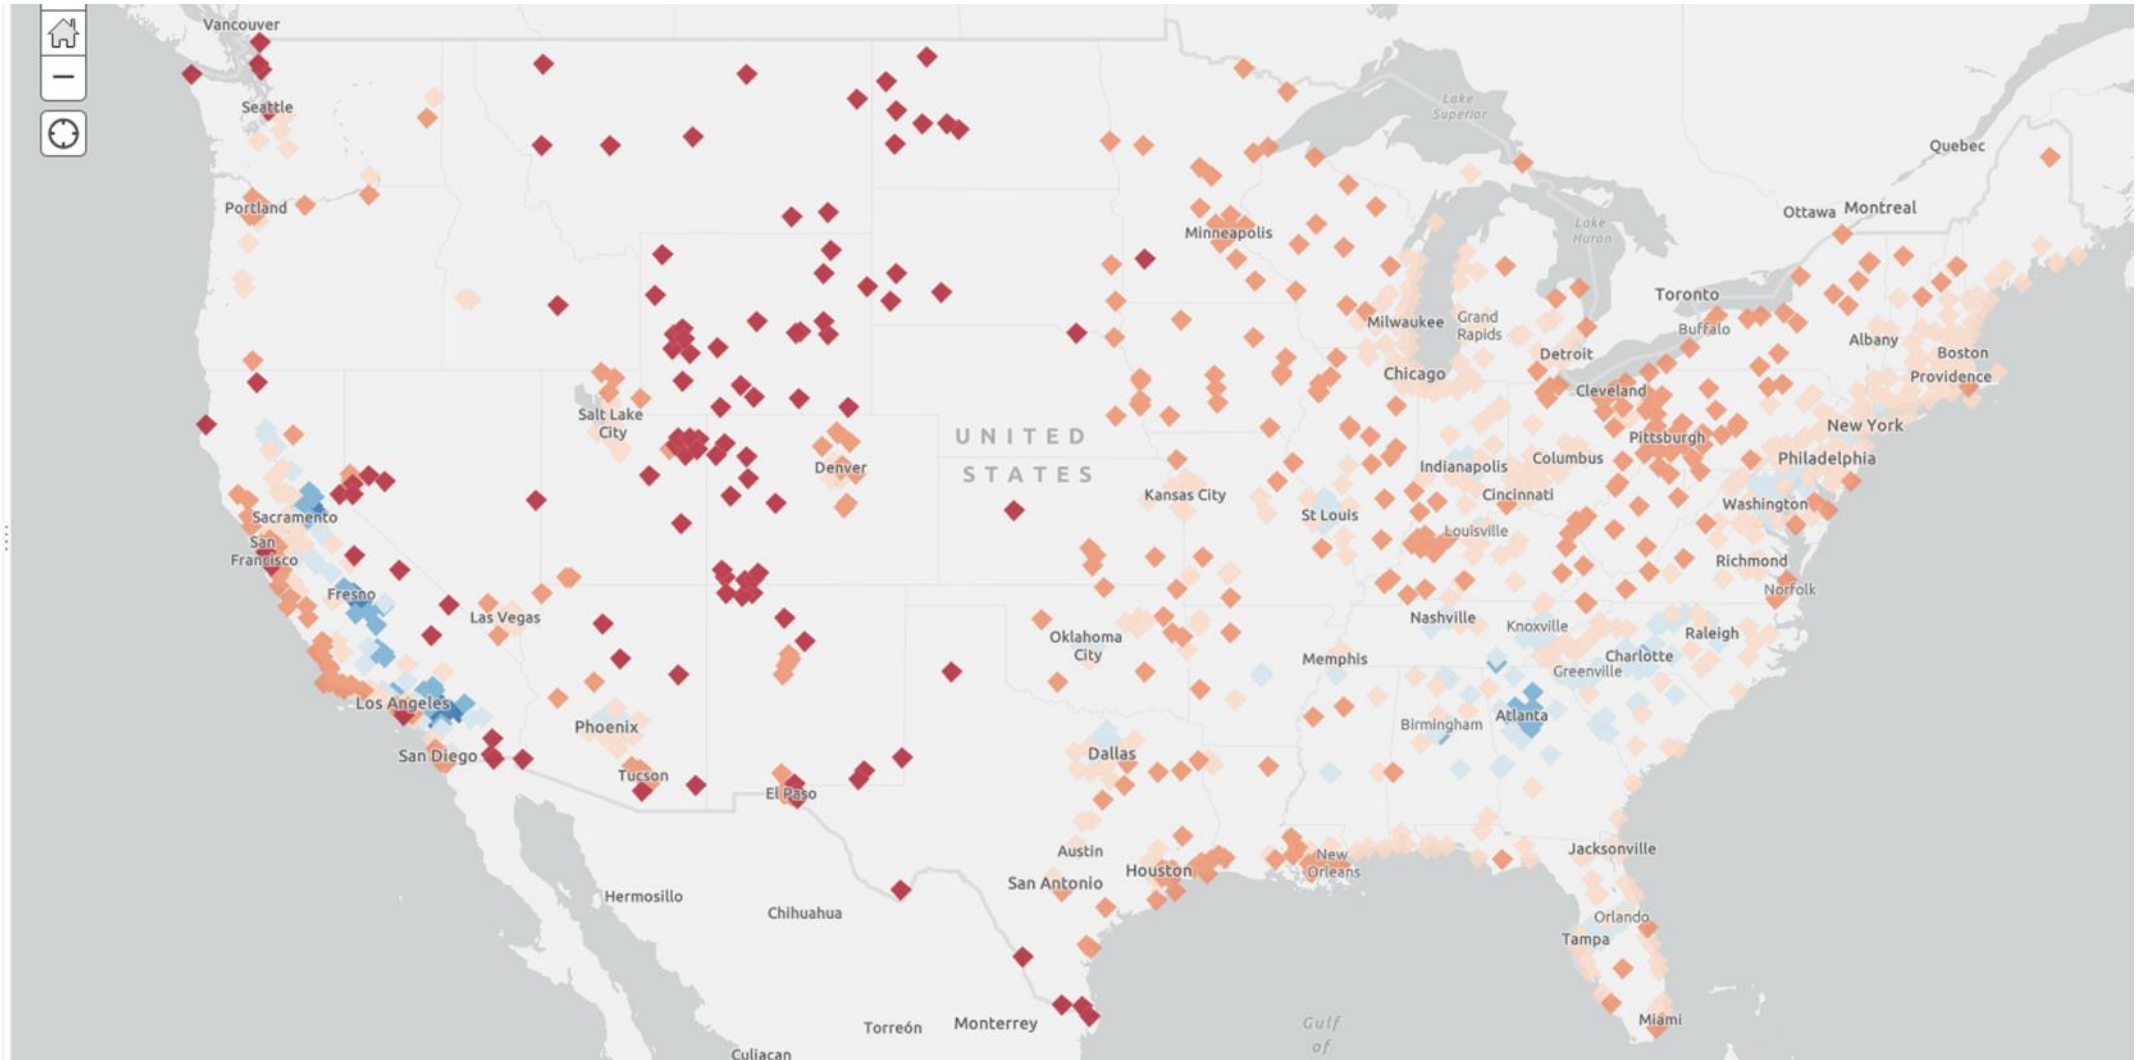 Vancouver
Seattle
Portland
Lake
Superior
Quebec
Ottawa
Montreal
Minneapolis
Lake
Huron
Toronto
Buffalo
Milwaukee
Grand
Rapids
Detroit
Albany
Boston
Providence
Chicago
Cleveland
Salt Lake
City
UNITED
STATES
New York
Pittsburgh
Philadelphia
Denver
Indianapolis
Columbus
Kansas City
Cincinnati
Washington
St Louis
Sacramento
Louisville
San
Francisco
Richmond
Fresno
Norfolk
Las Vegas
Nashville
Knoxville
Raleigh
Oklahoma
City
Memphis
Charlotte
Greenville
Los Angeles
Phoenix
Birmingham
Atlanta
San Diego
Dallas
Tucson
El Paso
Austin
Jacksonville
New
Orleans
Houston
San Antonio
Hermosillo
Chihuahua
Orlando
Tampa
Torreón
Monterrey
Miami
Gulf
of
Culiacan